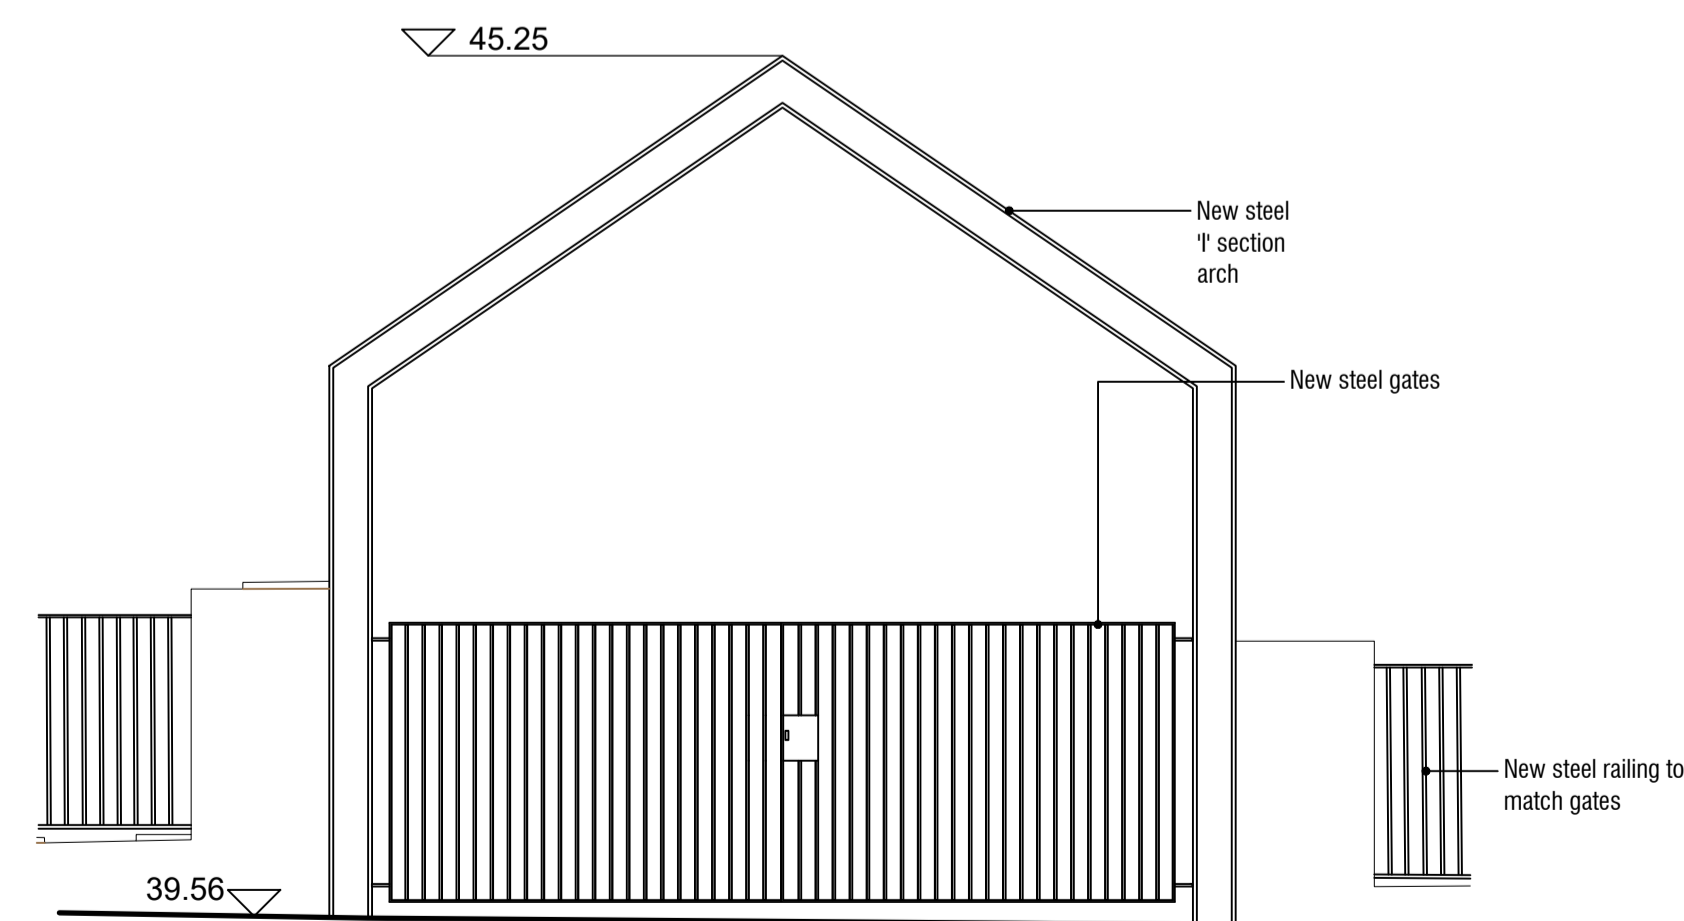 45.25
New steel
'I' section
arch
New steel gates
New steel railing to
match gates
39.56